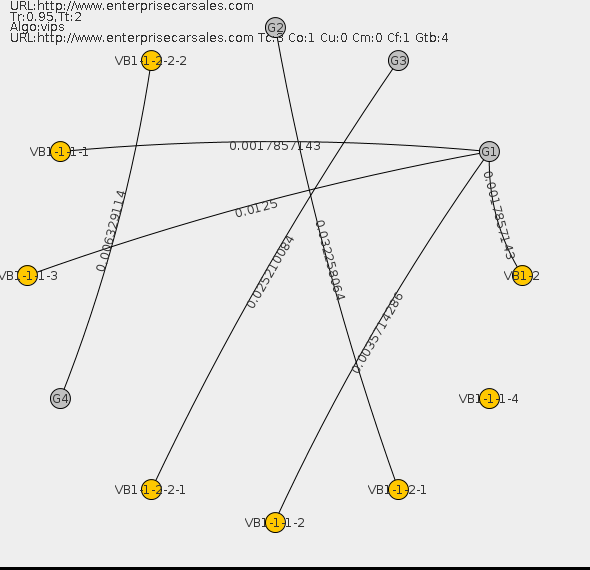 URL:http://www.enterprisecarsales.com
Tr:0.95,Tt:2
Algo:vips
URL:http://www.enterprisecarsales.com Tc:3 Co:1 Cu:0 Cm:0 Cf:1 Gtb:4
G2
VB1-1-2-2-2
G3
VB1-1-1-1
0.0017857143
G1
0.0017857143
0.0125
0.006329114
0.032258064
0.025210084
VB1-1-1-3
VB1-2
0.0035714286
G4
VB1-1-1-4
VB1-1-2-2-1
VB1-1-2-1
VB1-1-1-2